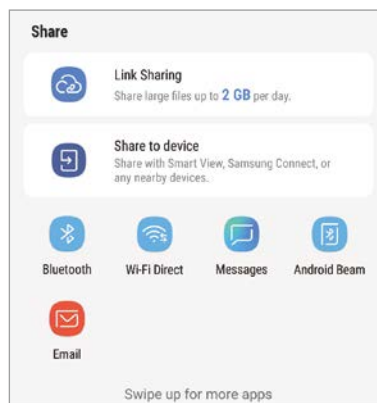 Share
Link Sharing
Share large files up to 2 GB per day.
Share to device
Share with Smart View, Samsung Connect, or
any nearby devices.
Bluetooth
Wi-Fi Direct
Messages
Android Beam
Email
Swipe up for more apps